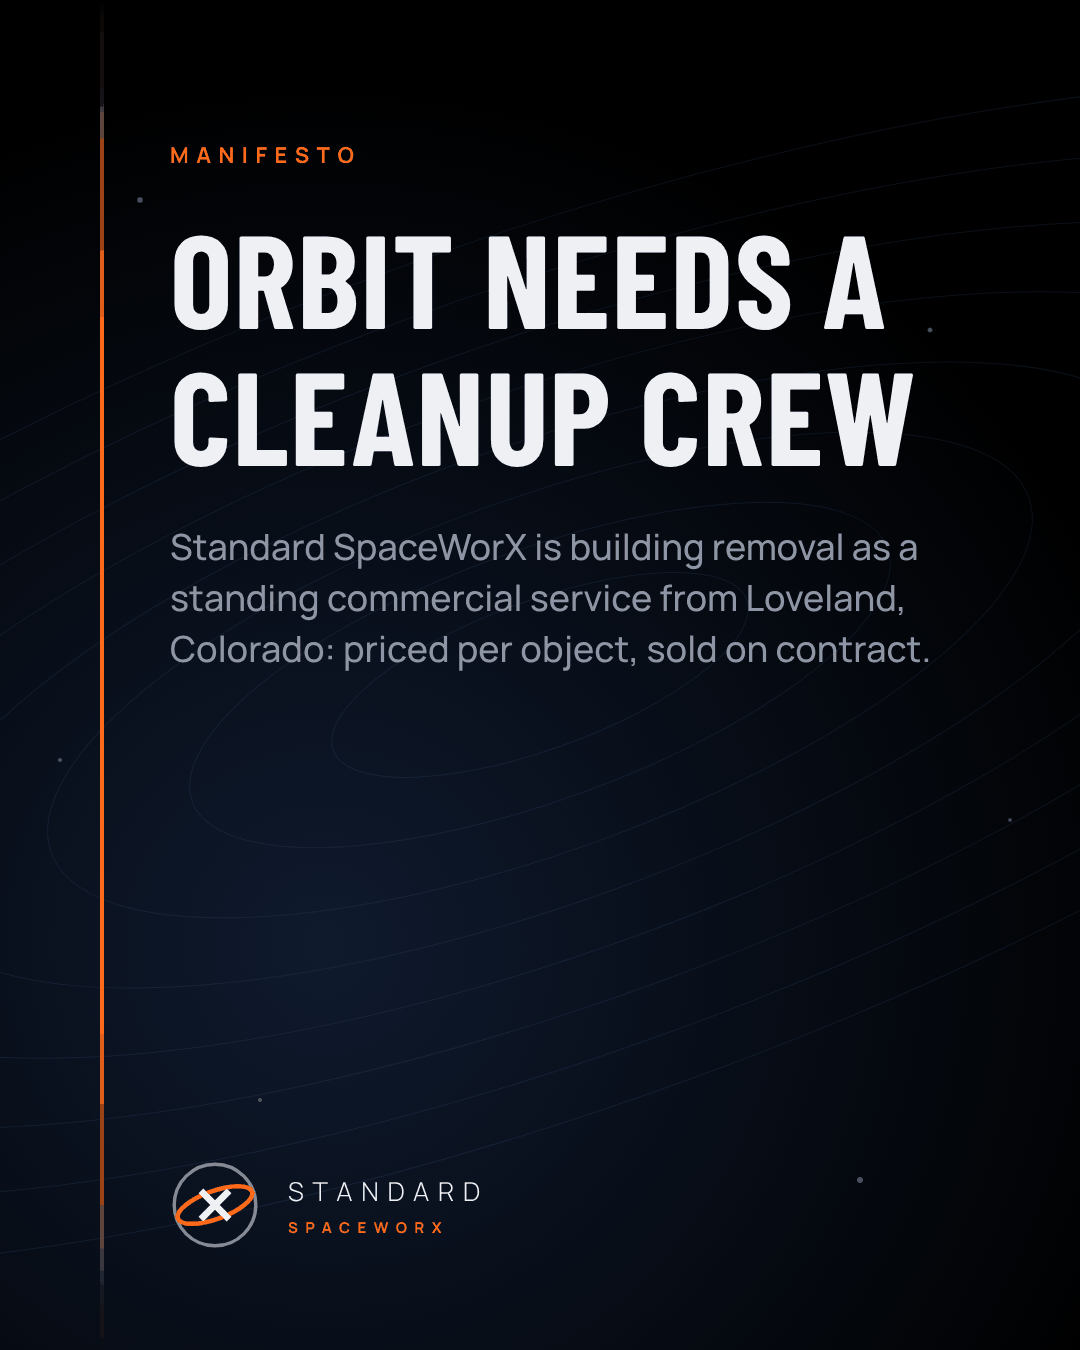 MANIFESTO
ORBIT NEEDS A
CLEANUP CREW
Standard SpaceWorX is building removal as a
standing commercial service from Loveland,
Colorado: priced per object, sold on contract.
STANDARD
SPACEWORX